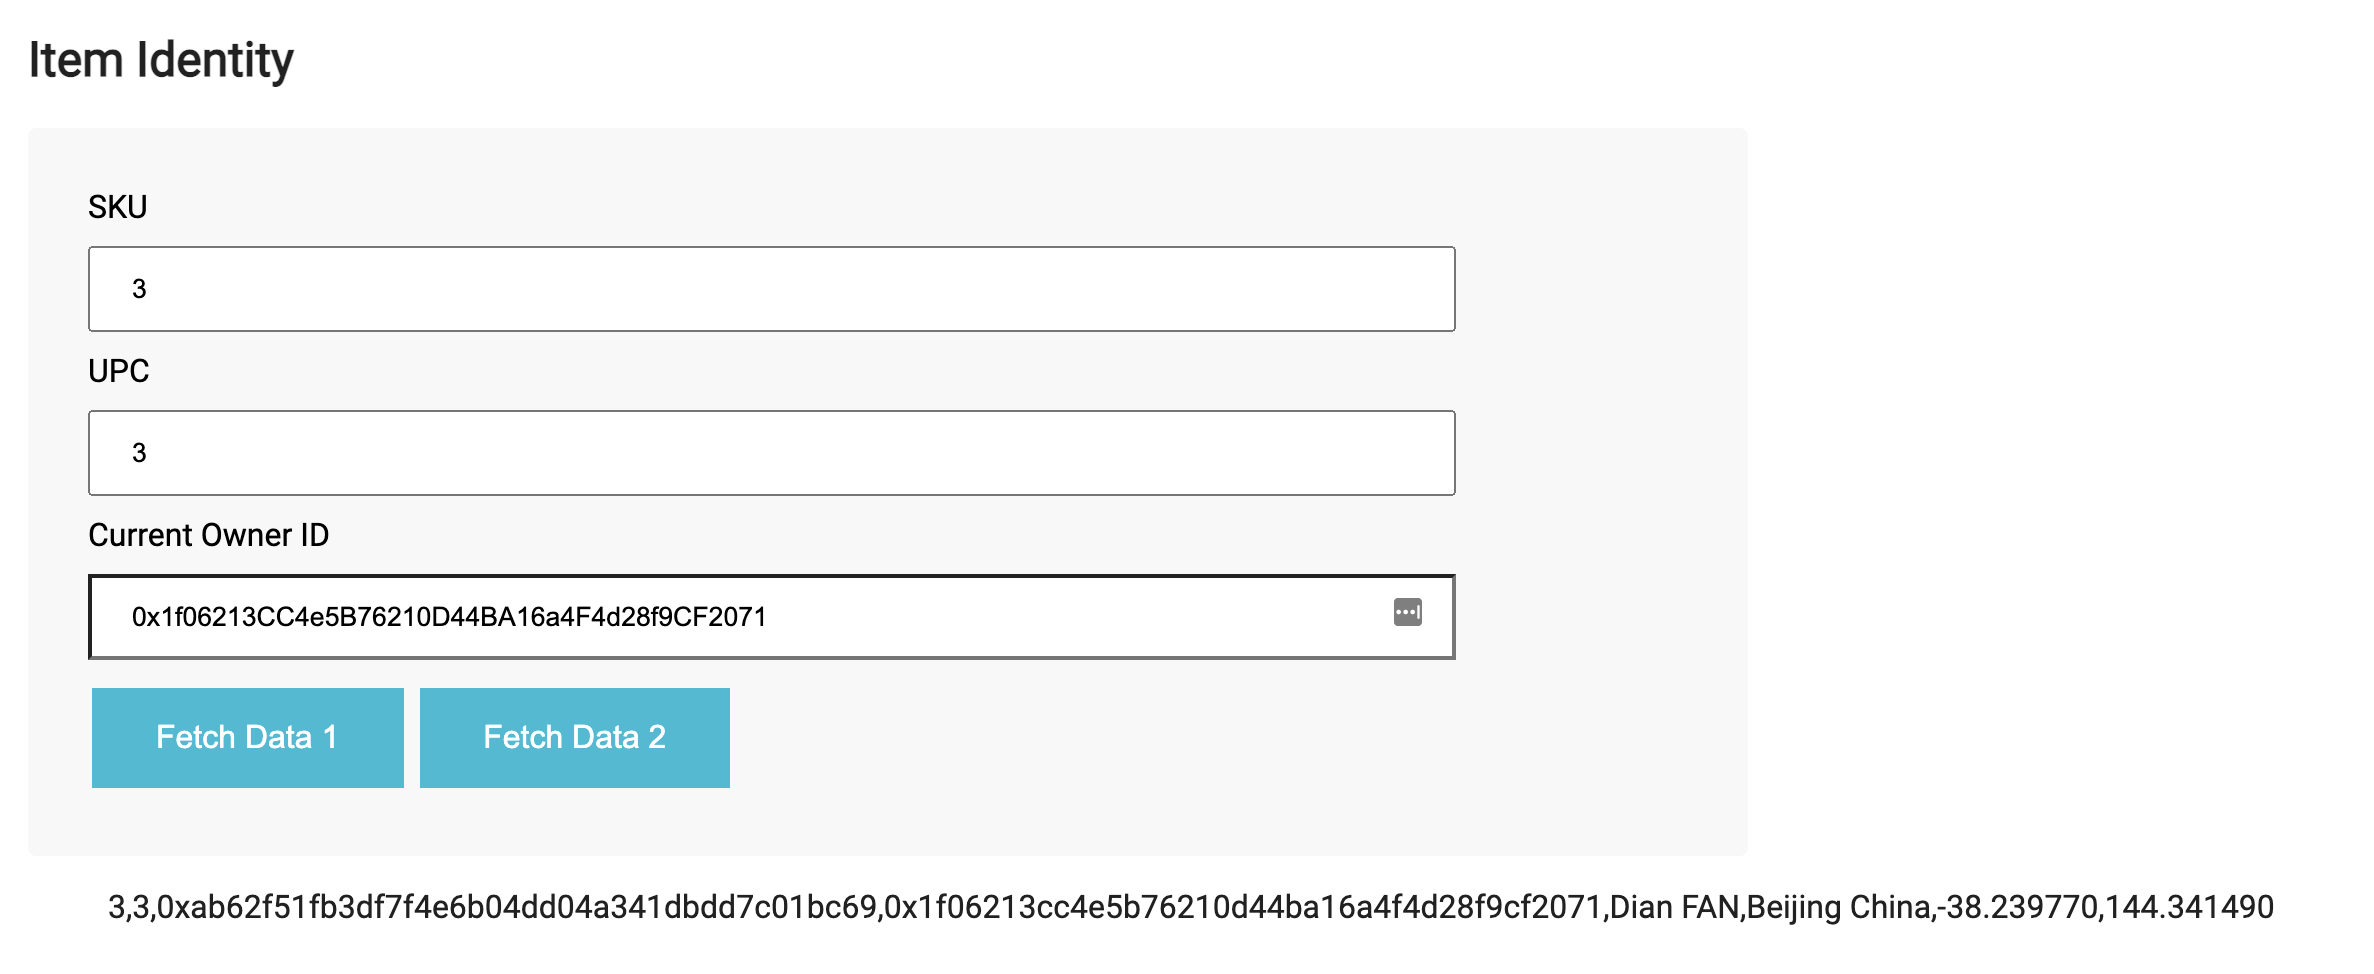 Item Identity
SKU
3
UPC
3
Current Owner ID
0x1f06213CC4e5B76210D44BA16a4F4d28f9CF2071
Fetch Data 1 Fetch Data 2
3,3,0xab62f51fb3df7f4e6b04dd04a341dbdd7c01bc69,0x1f06213cc4e5b76210d44ba16a4f4d28f9cf2071,Dian FAN,Beijing China,-38.239770,144.341490